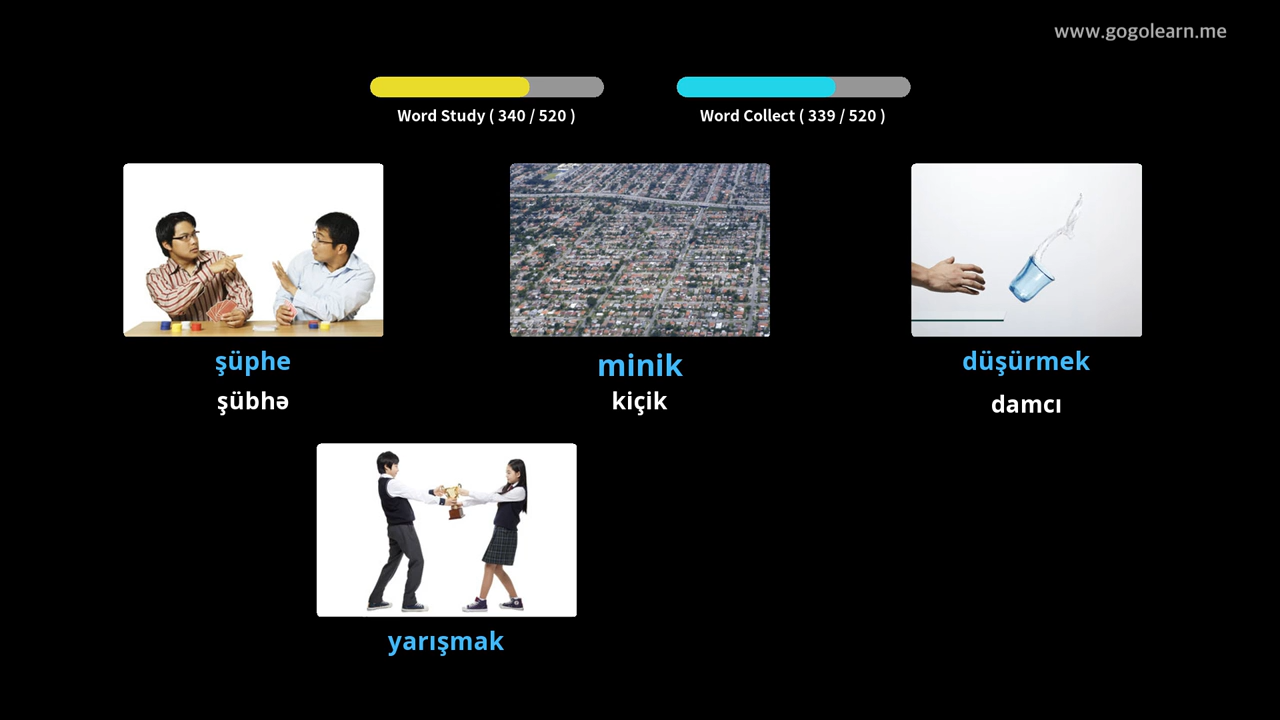 www.gogolearn.me
Word Study ( 340 / 520 )
Word Collect ( 339 / 520 )
şüphe
minik
düşürmek
şübhə
kiçik
damcı
yarışmak